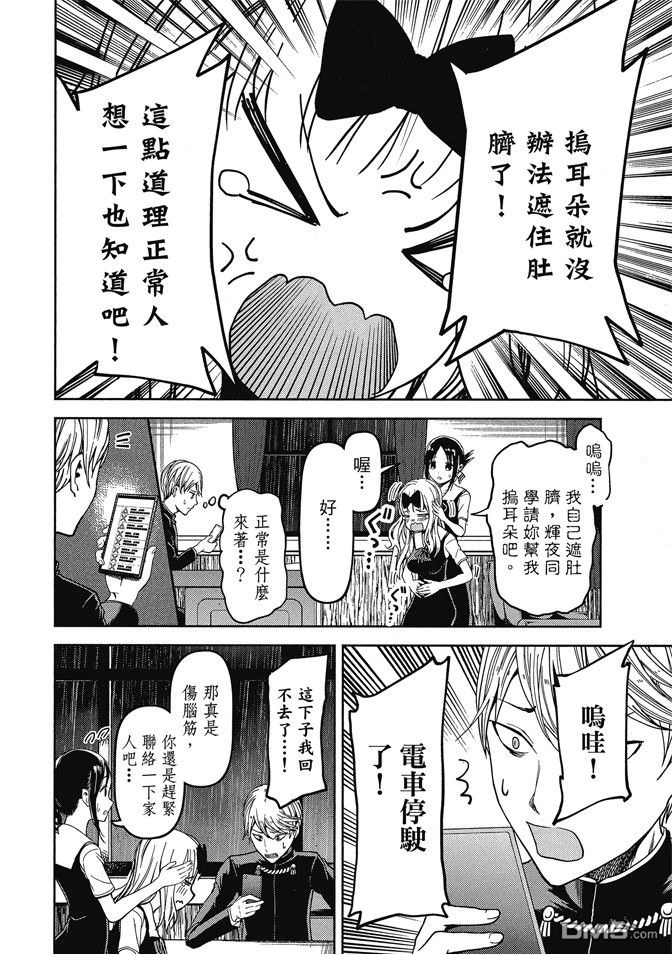 摀耳朵就沒
辦法遮住肚
臍了！
這點道理正常人
想一下也知道吧！
嗚嗚…
我自己遮肚
臍，輝夜同
學請妳幫我
摀耳朵吧。
喔…
好…
正常是什麼
來著…？
嗚哇！
電車停駛
了！
這下子我回
不去了…！
那真是
傷腦筋，
你還是趕緊
聯絡一下家
人吧…